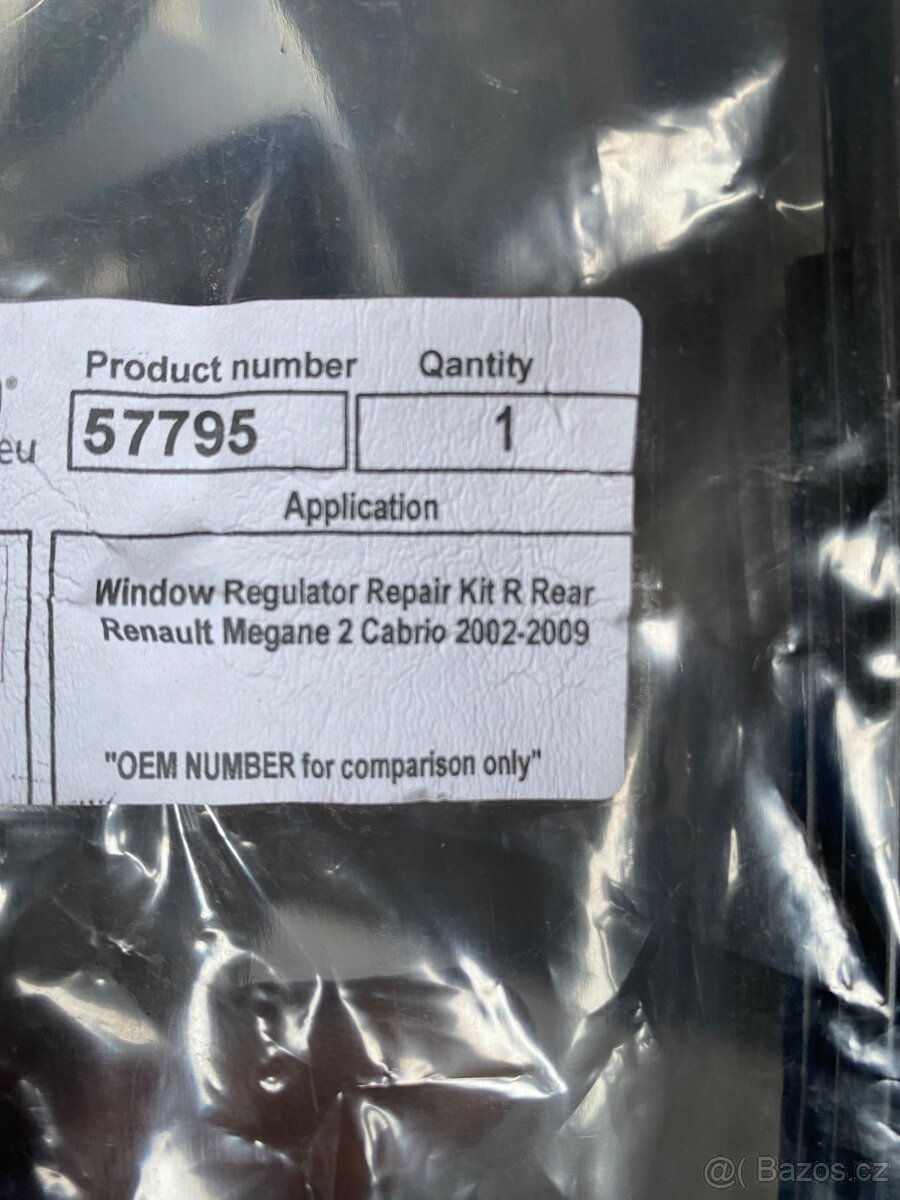 Product number
Qantity
®
57795
1
eu
Application
Window Regulator Repair Kit R Rear
Renault Megane 2 Cabrio 2002-2009
"OEM NUMBER for comparison only"
@( Bazos.cz